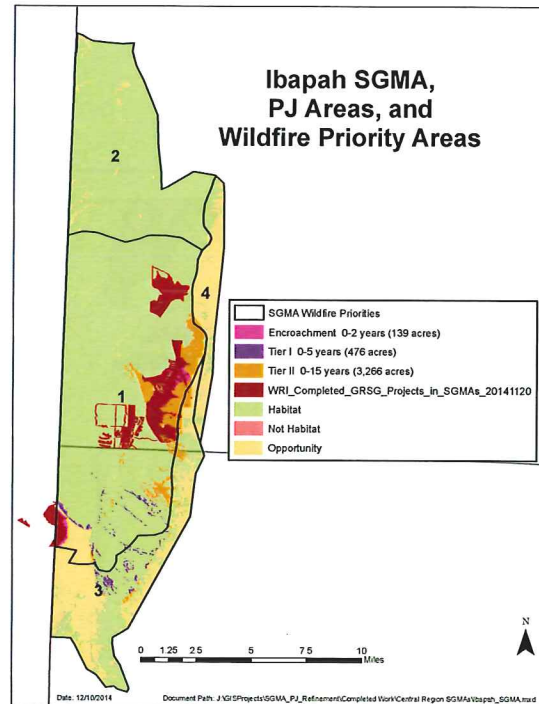 Ibapah SGMA,
PJ Areas, and
Wildfire Priority Areas
2
4
1
3
SGMA Wildfire Priorities
Encroachment 0-2 years (139 acres)
Tier I 0-5 years (476 acres)
Tier II 0-15 years (3,266 acres)
WRI_Completed_GRSG_Projects_in_SGMAs_20141120
Habitat
Not Habitat
Opportunity
N
0 1.25 2.5 5 7.5 10
Miles
Date: 12/10/2014 Document Path: J:\GISProjects\SGMA_PJ_Refinement\Completed Work\Central Region SGMAs\Ibapah_SGMA.mxd